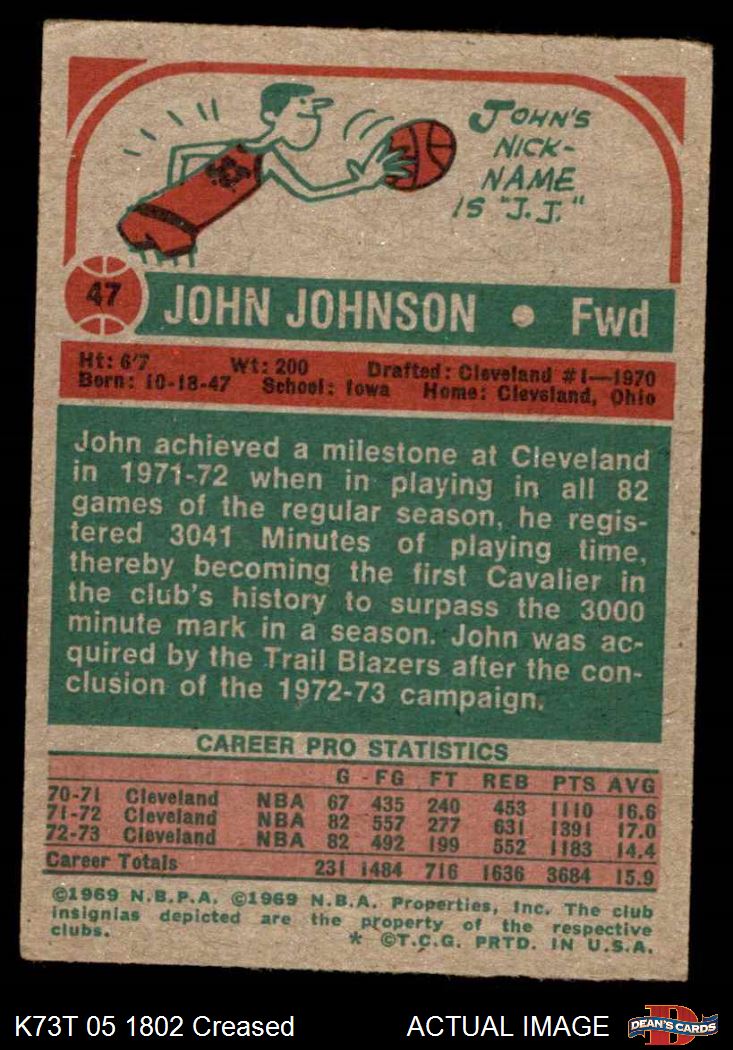 JOHN'S
NICK-
NAME
IS "J.J."
47
JOHN JOHNSON • Fwd
Ht: 6'7 Wt: 200 Drafted: Cleveland #1—1970
Born: 10-18-47 School: Iowa Home: Cleveland, Ohio
John achieved a milestone at Cleveland
in 1971-72 when in playing in all 82
games of the regular season, he regis-
tered 3041 Minutes of playing time,
thereby becoming the first Cavalier in
the club's history to surpass the 3000
minute mark in a season. John was ac-
quired by the Trail Blazers after the con-
clusion of the 1972-73 campaign.
CAREER PRO STATISTICS
G FG FT REB PTS AVG
70-71 Cleveland NBA 67 435 240 453 1110 16.6
71-72 Cleveland NBA 82 557 277 631 1391 17.0
72-73 Cleveland NBA 82 492 199 552 1183 14.4
Career Totals 231 1484 716 1636 3684 15.9
©1969 N.B.P.A. ©1969 N.B.A. Properties, Inc. The club
insignias depicted are the property of the respective
clubs. * ©T.C.G. PRTD. IN U.S.A.
K73T 05 1802 Creased ACTUAL IMAGE
D
DEAN'S CARDS